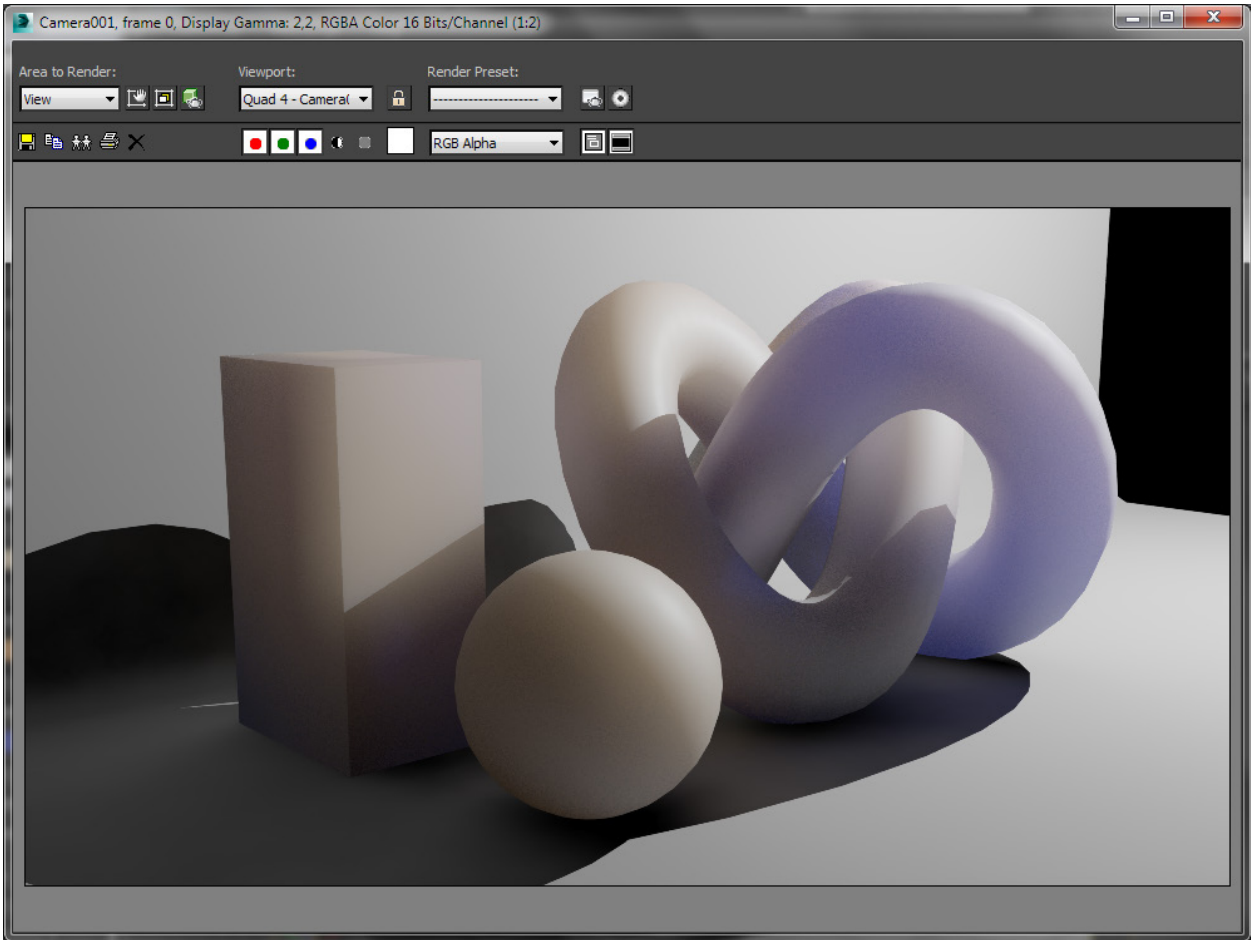 Camera001, frame 0, Display Gamma: 2,2, RGBA Color 16 Bits/Channel (1:2)
Area to Render:
Viewport:
Render Preset:
View
Quad 4 - Camera(
----------------------
RGB Alpha